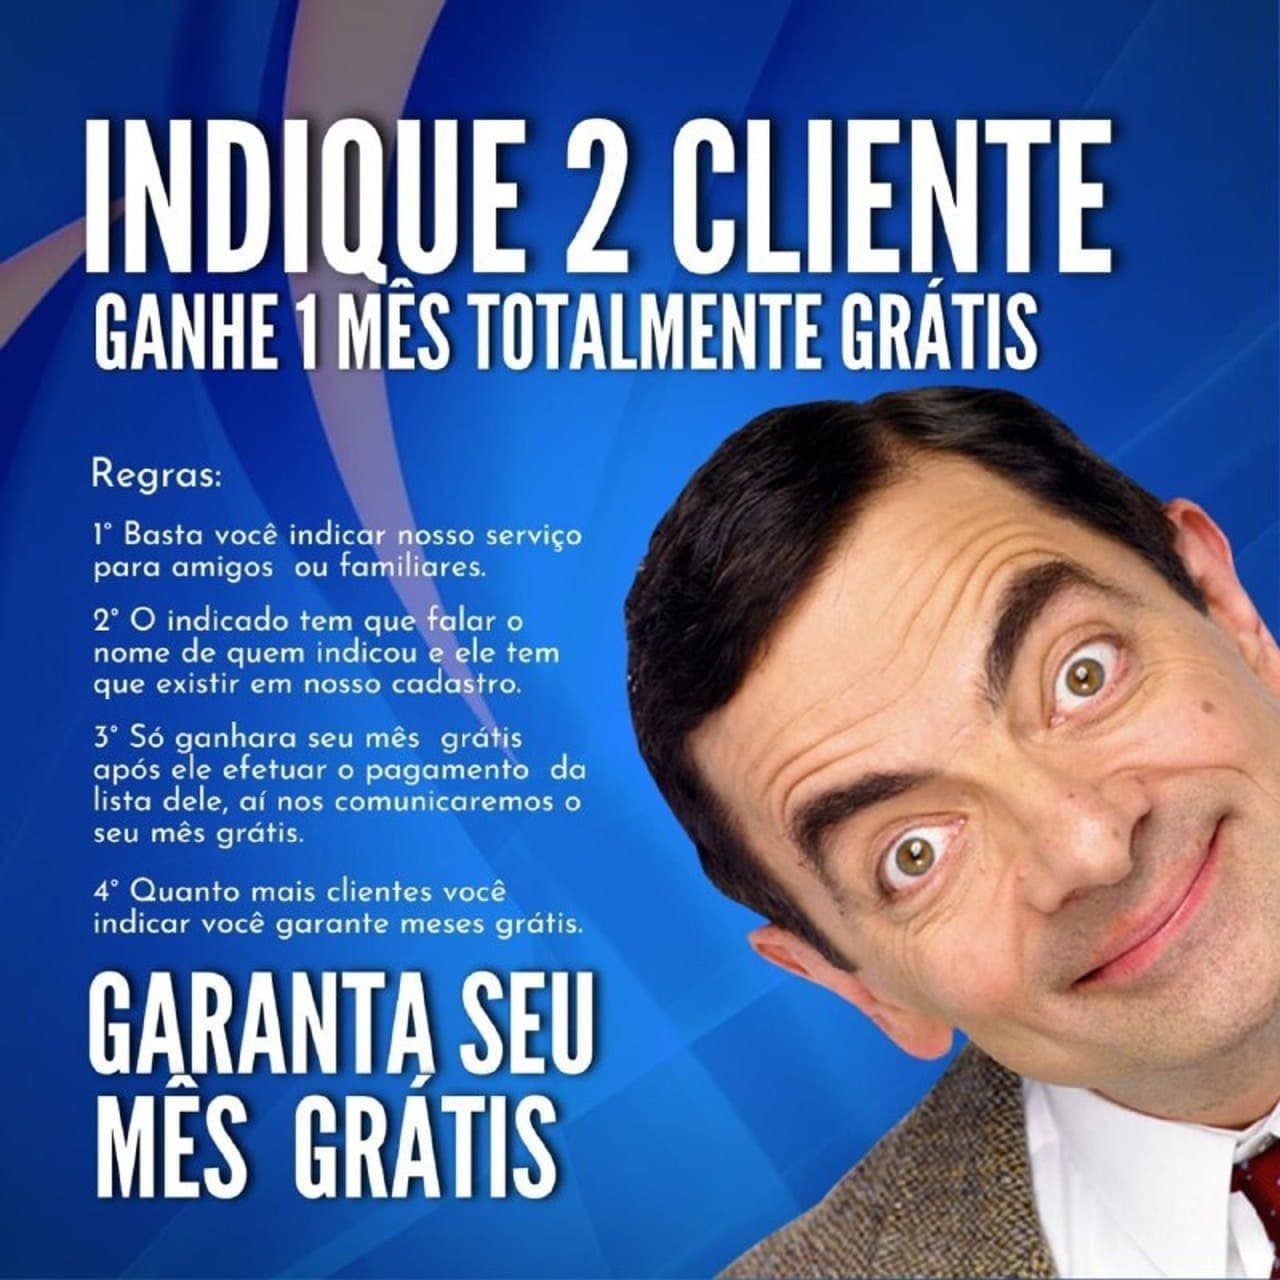 INDIQUE 2 CLIENTE
GANHE 1 MÊS TOTALMENTE GRÁTIS
Regras:
1° Basta você indicar nosso serviço
para amigos ou familiares.
2° O indicado tem que falar o
nome de quem indicou e ele tem
que existir em nosso cadastro.
3° Só ganhara seu mês grátis
após ele efetuar o pagamento da
lista dele, aí nos comunicaremos o
seu mês grátis.
4° Quanto mais clientes você
indicar você garante meses grátis.
GARANTA SEU
MÊS GRÁTIS